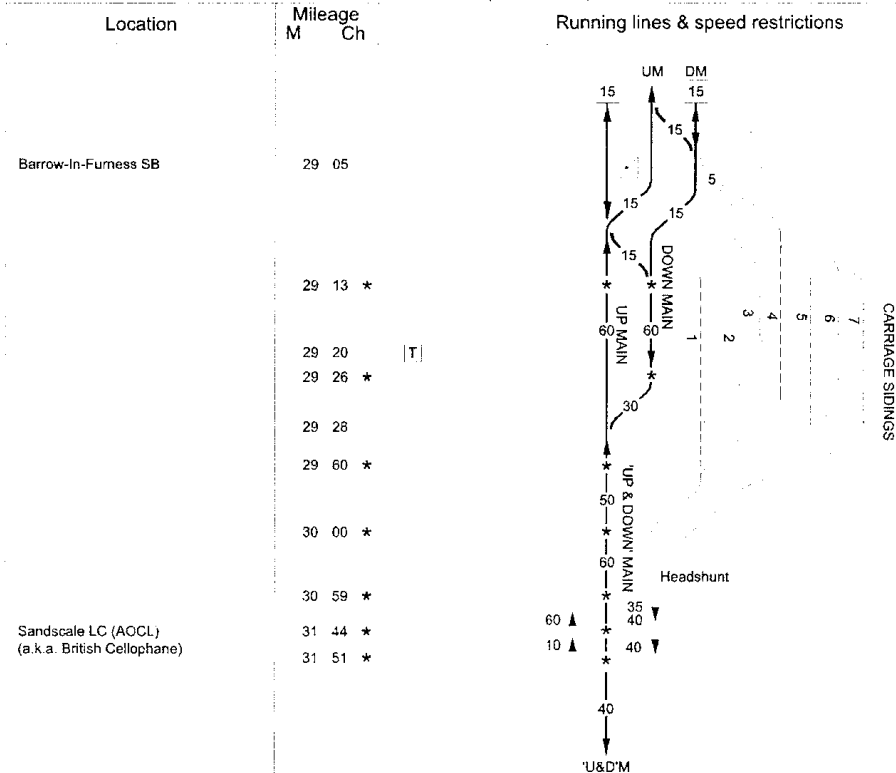 Location
Mileage
M Ch
Running lines & speed restrictions
UM DM
15 15
15
Barrow-In-Furness SB 29 05
5
15 15
15
DOWN MAIN
29 13 *
* *
UP MAIN
60 60
1 2 3 4 5 6 7
CARRIAGE SIDINGS
29 20 T
29 26 *
*
30
29 28
29 60 *
*
'UP & DOWN' MAIN
50
30 00 *
*
60
Headshunt
30 59 *
*
35
60 40
Sandscale LC (AOCL) 31 44 *
*
(a.k.a. British Cellophane)
10 40
31 51 *
*
40
'U&D'M